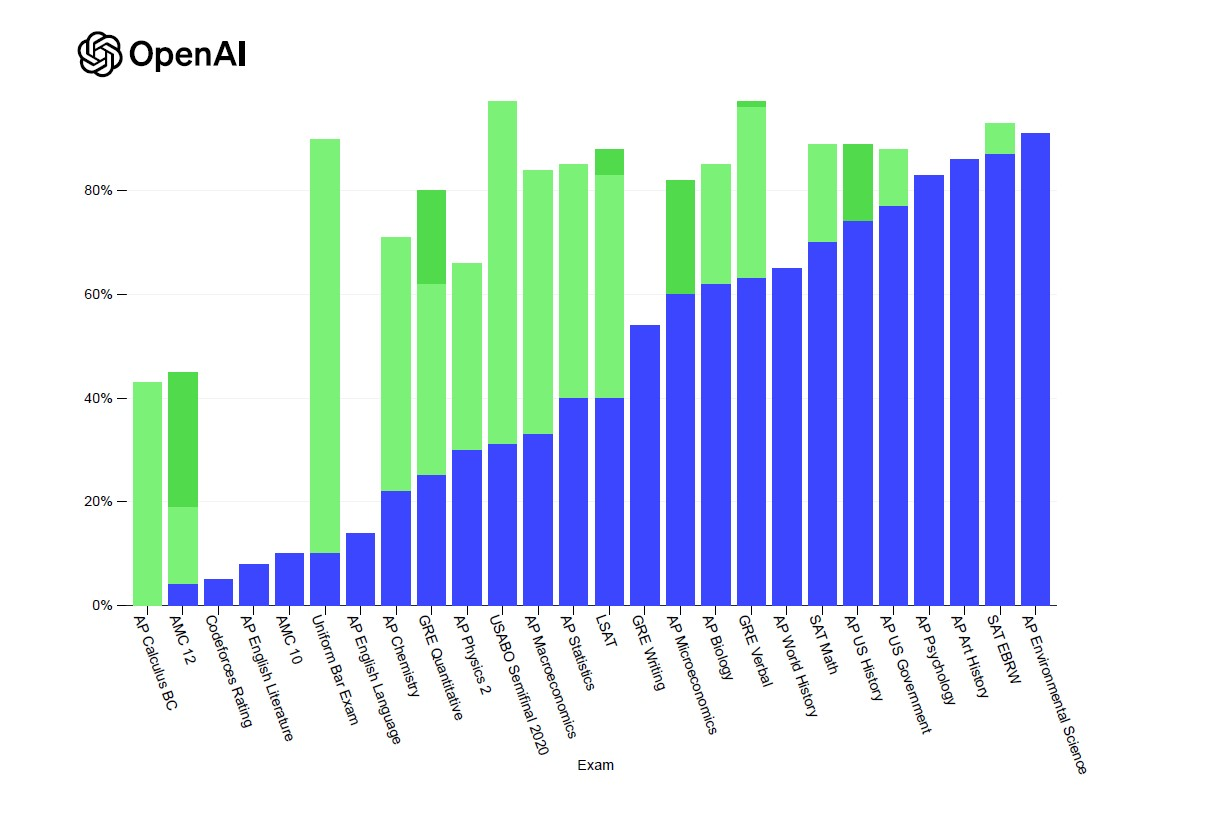 OpenAI
80%
60%
40%
20%
0%
AP Calculus BC
AMC 12
Codeforces Rating
AP English Literature
AMC 10
Uniform Bar Exam
AP English Language
AP Chemistry
GRE Quantitative
AP Physics 2
USABO Semifinal 2020
AP Macroeconomics
AP Statistics
LSAT
GRE Writing
AP Microeconomics
AP Biology
GRE Verbal
AP World History
SAT Math
AP US History
AP US Government
AP Psychology
AP Art History
SAT EBRW
AP Environmental Science
Exam